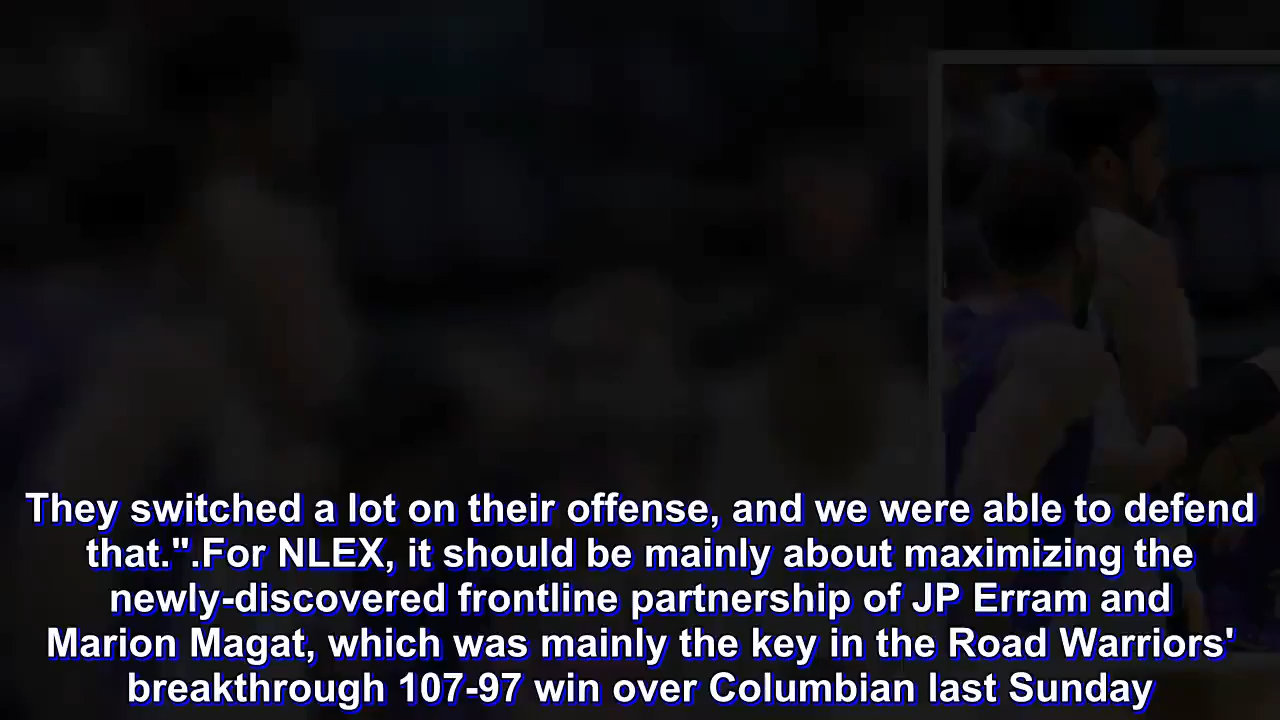 They switched a lot on their offense, and we were able to defend
that.".For NLEX, it should be mainly about maximizing the
newly-discovered frontline partnership of JP Erram and
Marion Magat, which was mainly the key in the Road Warriors'
breakthrough 107-97 win over Columbian last Sunday